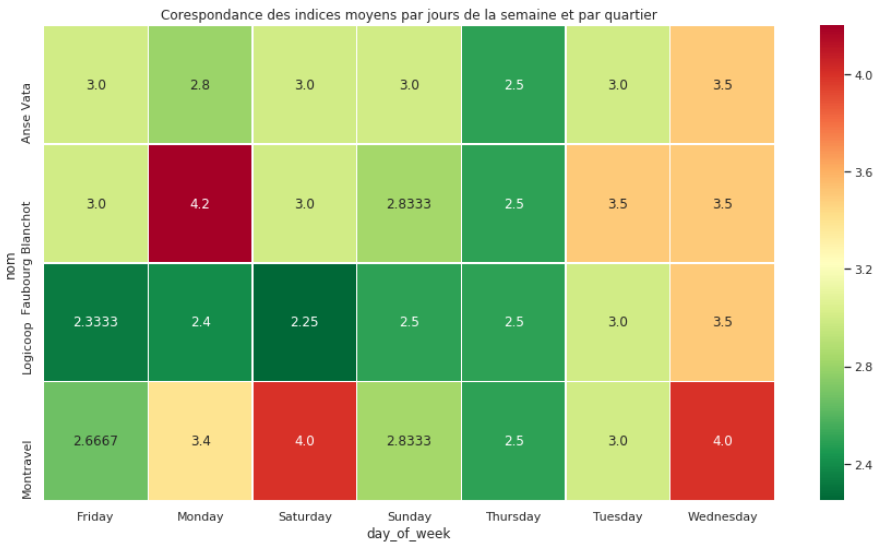 Corespondance des indices moyens par jours de la semaine et par quartier
nom
Anse Vata
3.0 2.8 3.0 3.0 2.5 3.0 3.5
Faubourg Blanchot
3.0 4.2 3.0 2.8333 2.5 3.5 3.5
Logicoop
2.3333 2.4 2.25 2.5 2.5 3.0 3.5
Montravel
2.6667 3.4 4.0 2.8333 2.5 3.0 4.0
Friday Monday Saturday Sunday Thursday Tuesday Wednesday
day_of_week
4.0
3.6
3.2
2.8
2.4